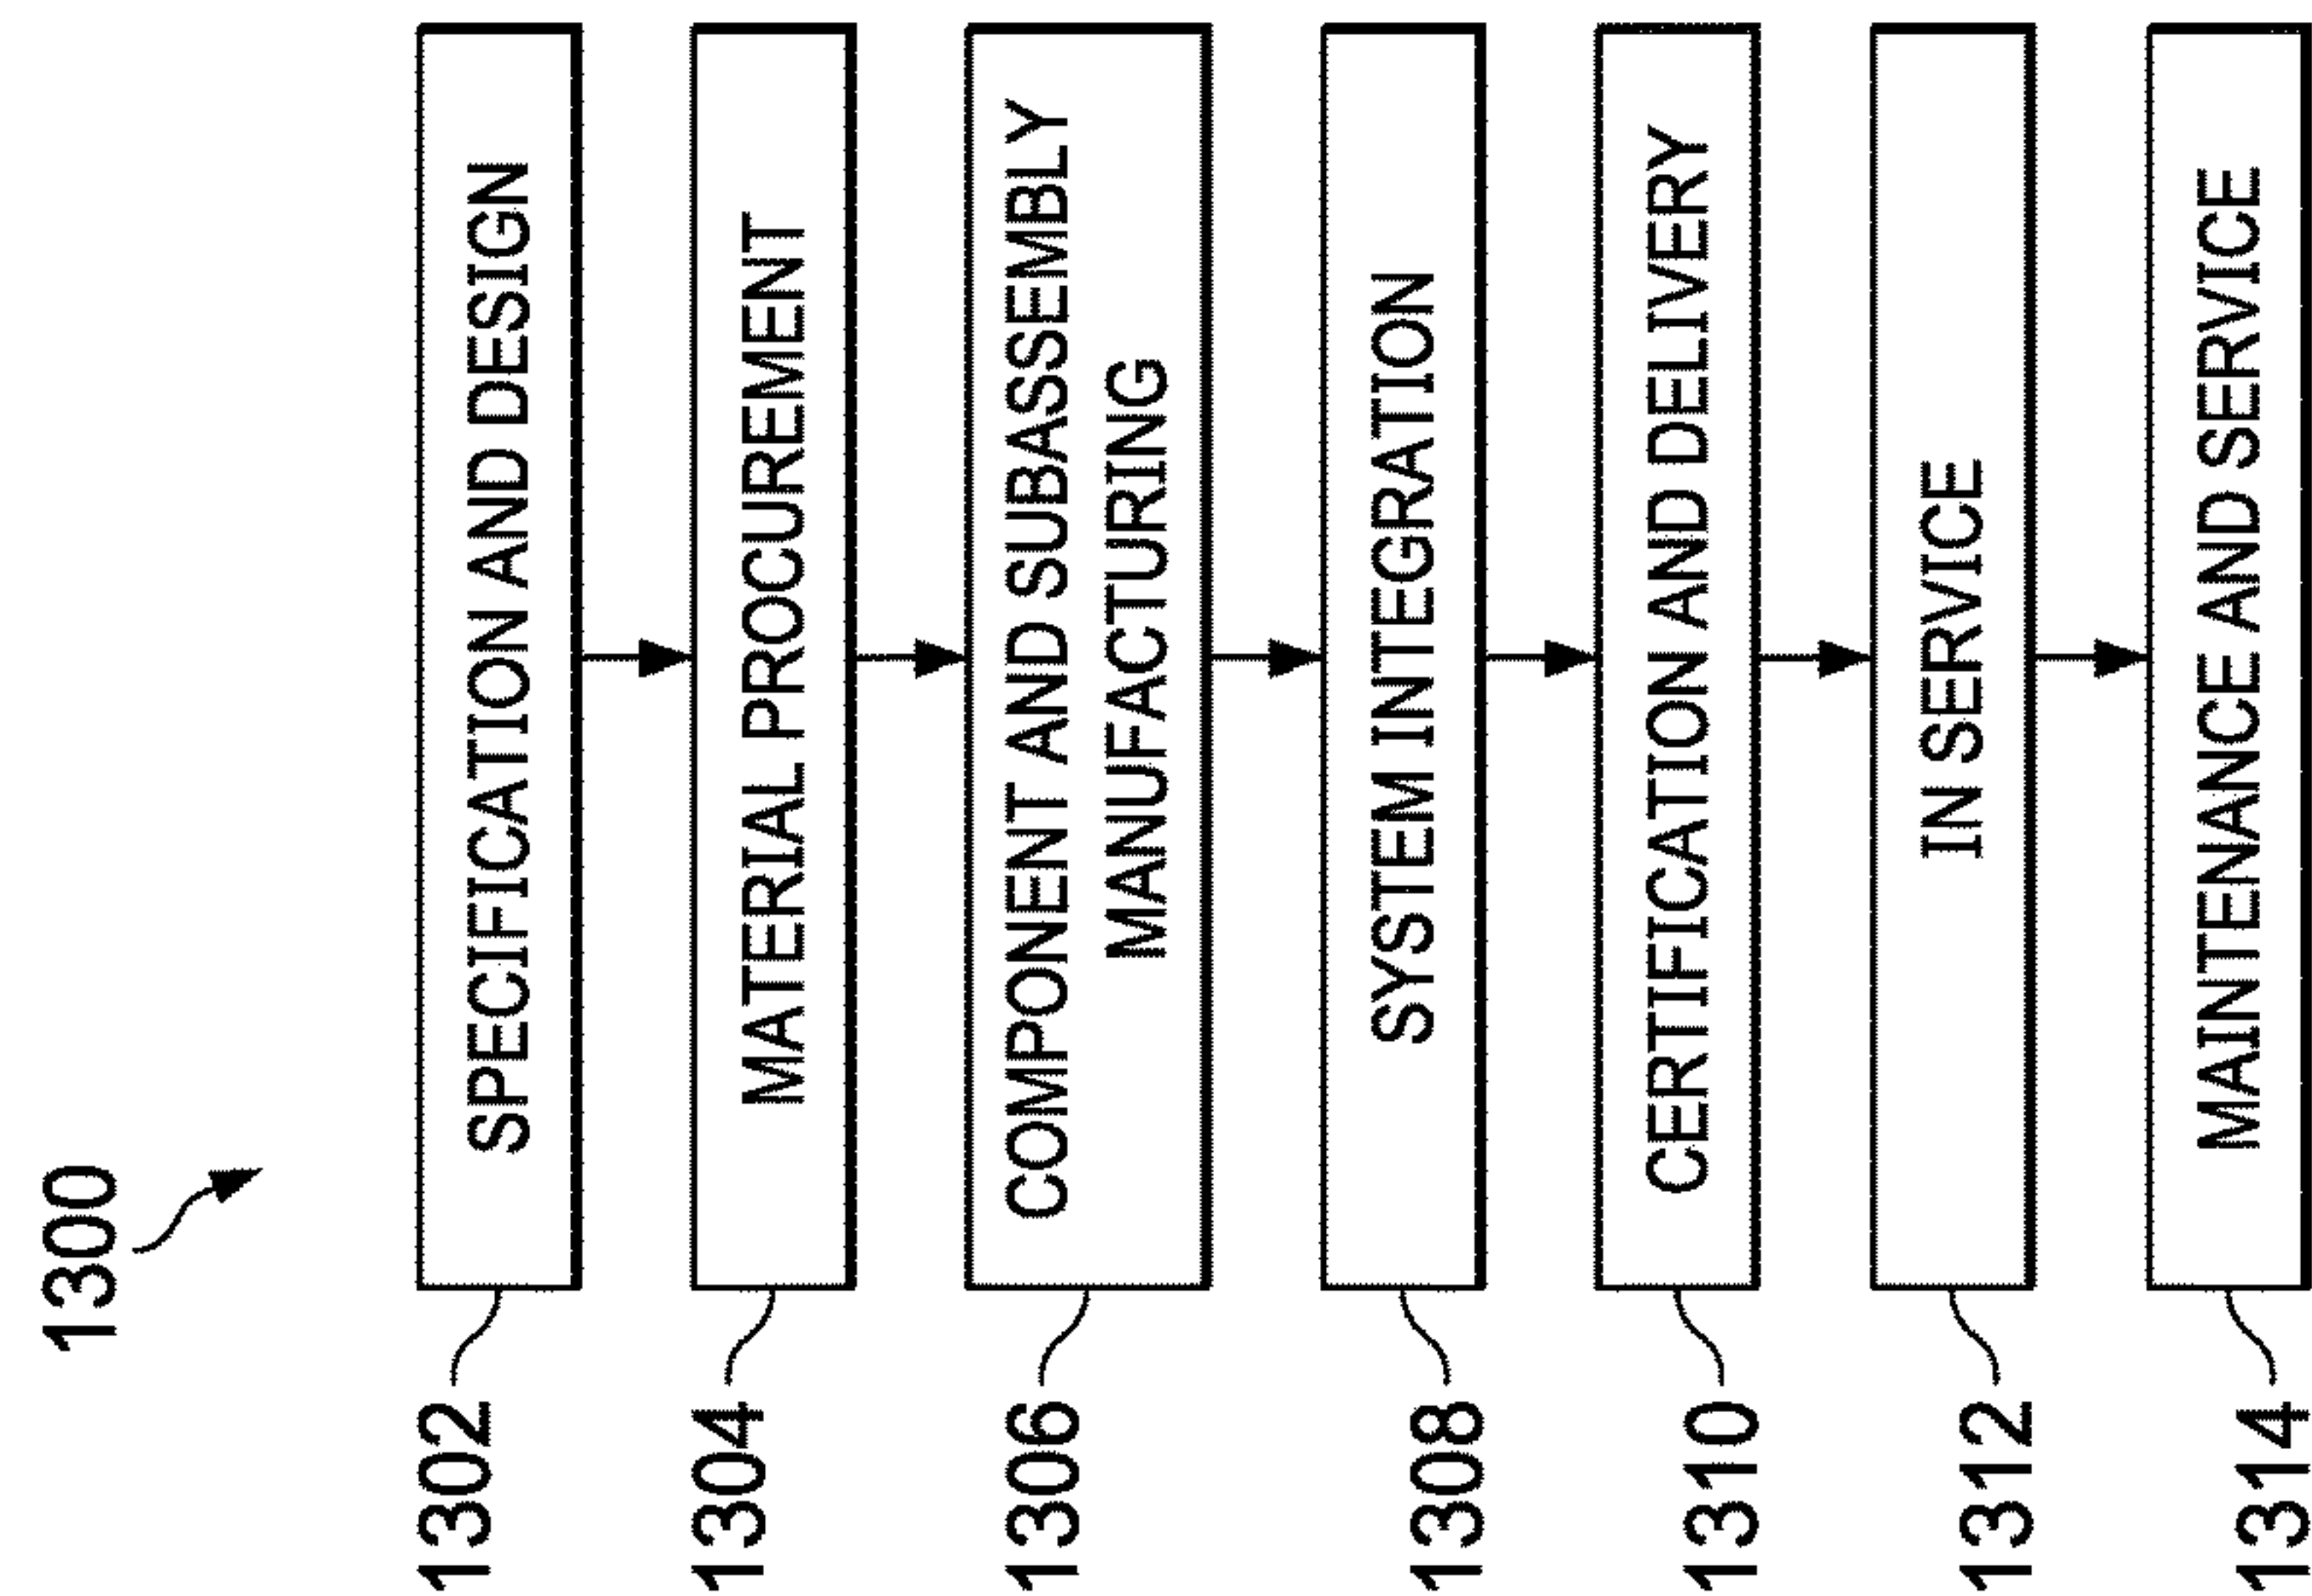 1300
1302
SPECIFICATION AND DESIGN
1304
MATERIAL PROCUREMENT
1306
COMPONENT AND SUBASSEMBLY
MANUFACTURING
1308
SYSTEM INTEGRATION
1310
CERTIFICATION AND DELIVERY
1312
IN SERVICE
1314
MAINTENANCE AND SERVICE